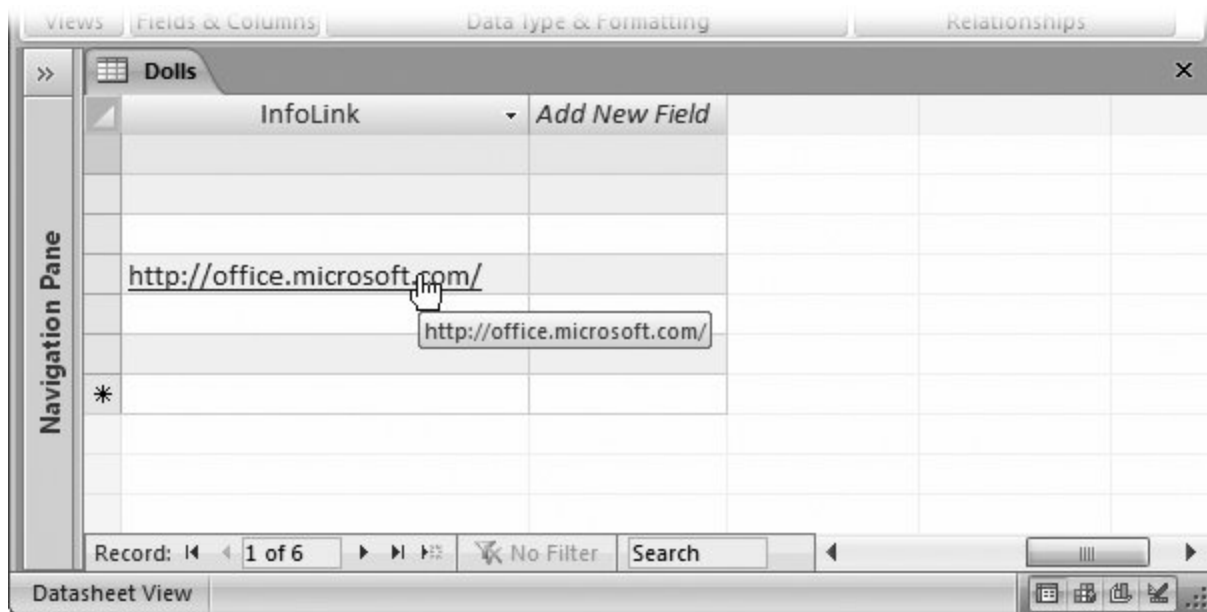 Views Fields & Columns Data Type & Formatting Relationships
Dolls
InfoLink Add New Field
http://office.microsoft.com/
http://office.microsoft.com/
Navigation Pane
Record: 1 of 6 No Filter Search
Datasheet View